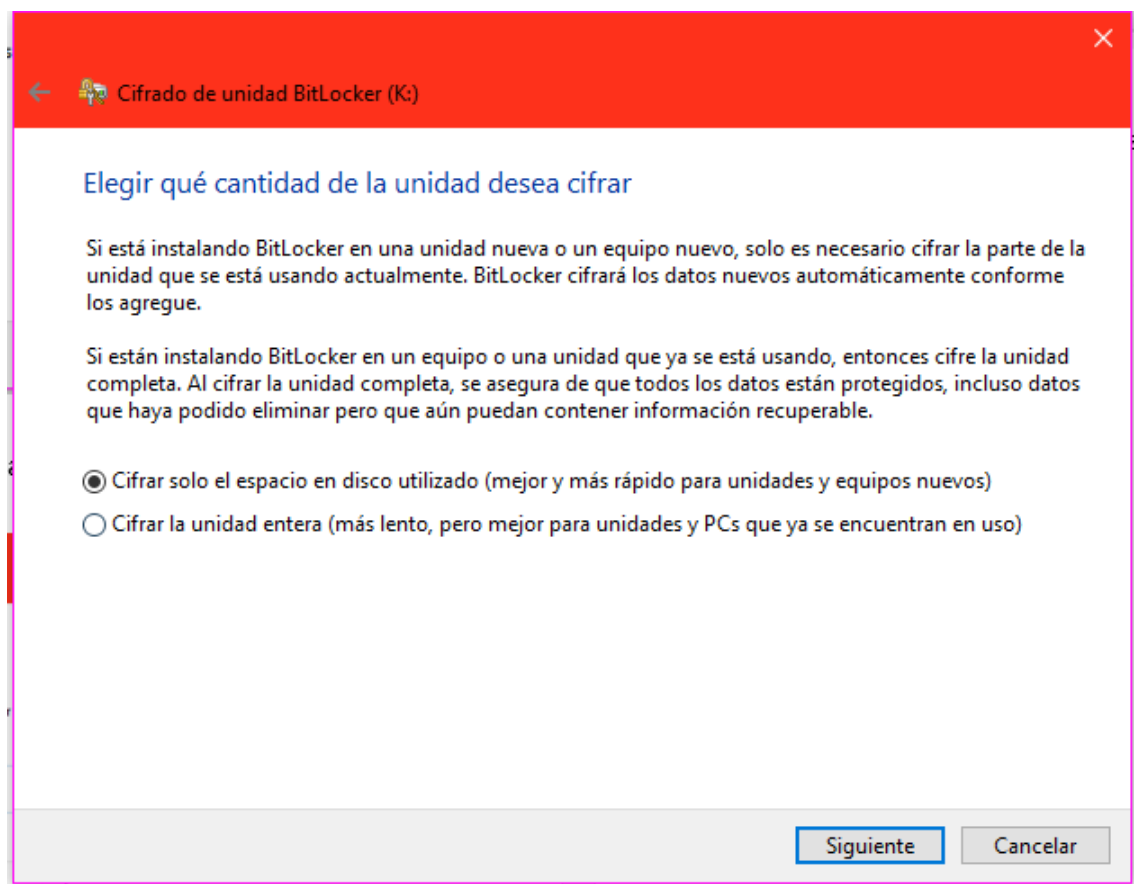 Cifrado de unidad BitLocker (K:)
Elegir qué cantidad de la unidad desea cifrar
Si está instalando BitLocker en una unidad nueva o un equipo nuevo, solo es necesario cifrar la parte de la
unidad que se está usando actualmente. BitLocker cifrará los datos nuevos automáticamente conforme
los agregue.
Si están instalando BitLocker en un equipo o una unidad que ya se está usando, entonces cifre la unidad
completa. Al cifrar la unidad completa, se asegura de que todos los datos están protegidos, incluso datos
que haya podido eliminar pero que aún puedan contener información recuperable.
Cifrar solo el espacio en disco utilizado (mejor y más rápido para unidades y equipos nuevos)
Cifrar la unidad entera (más lento, pero mejor para unidades y PCs que ya se encuentran en uso)
Siguiente Cancelar